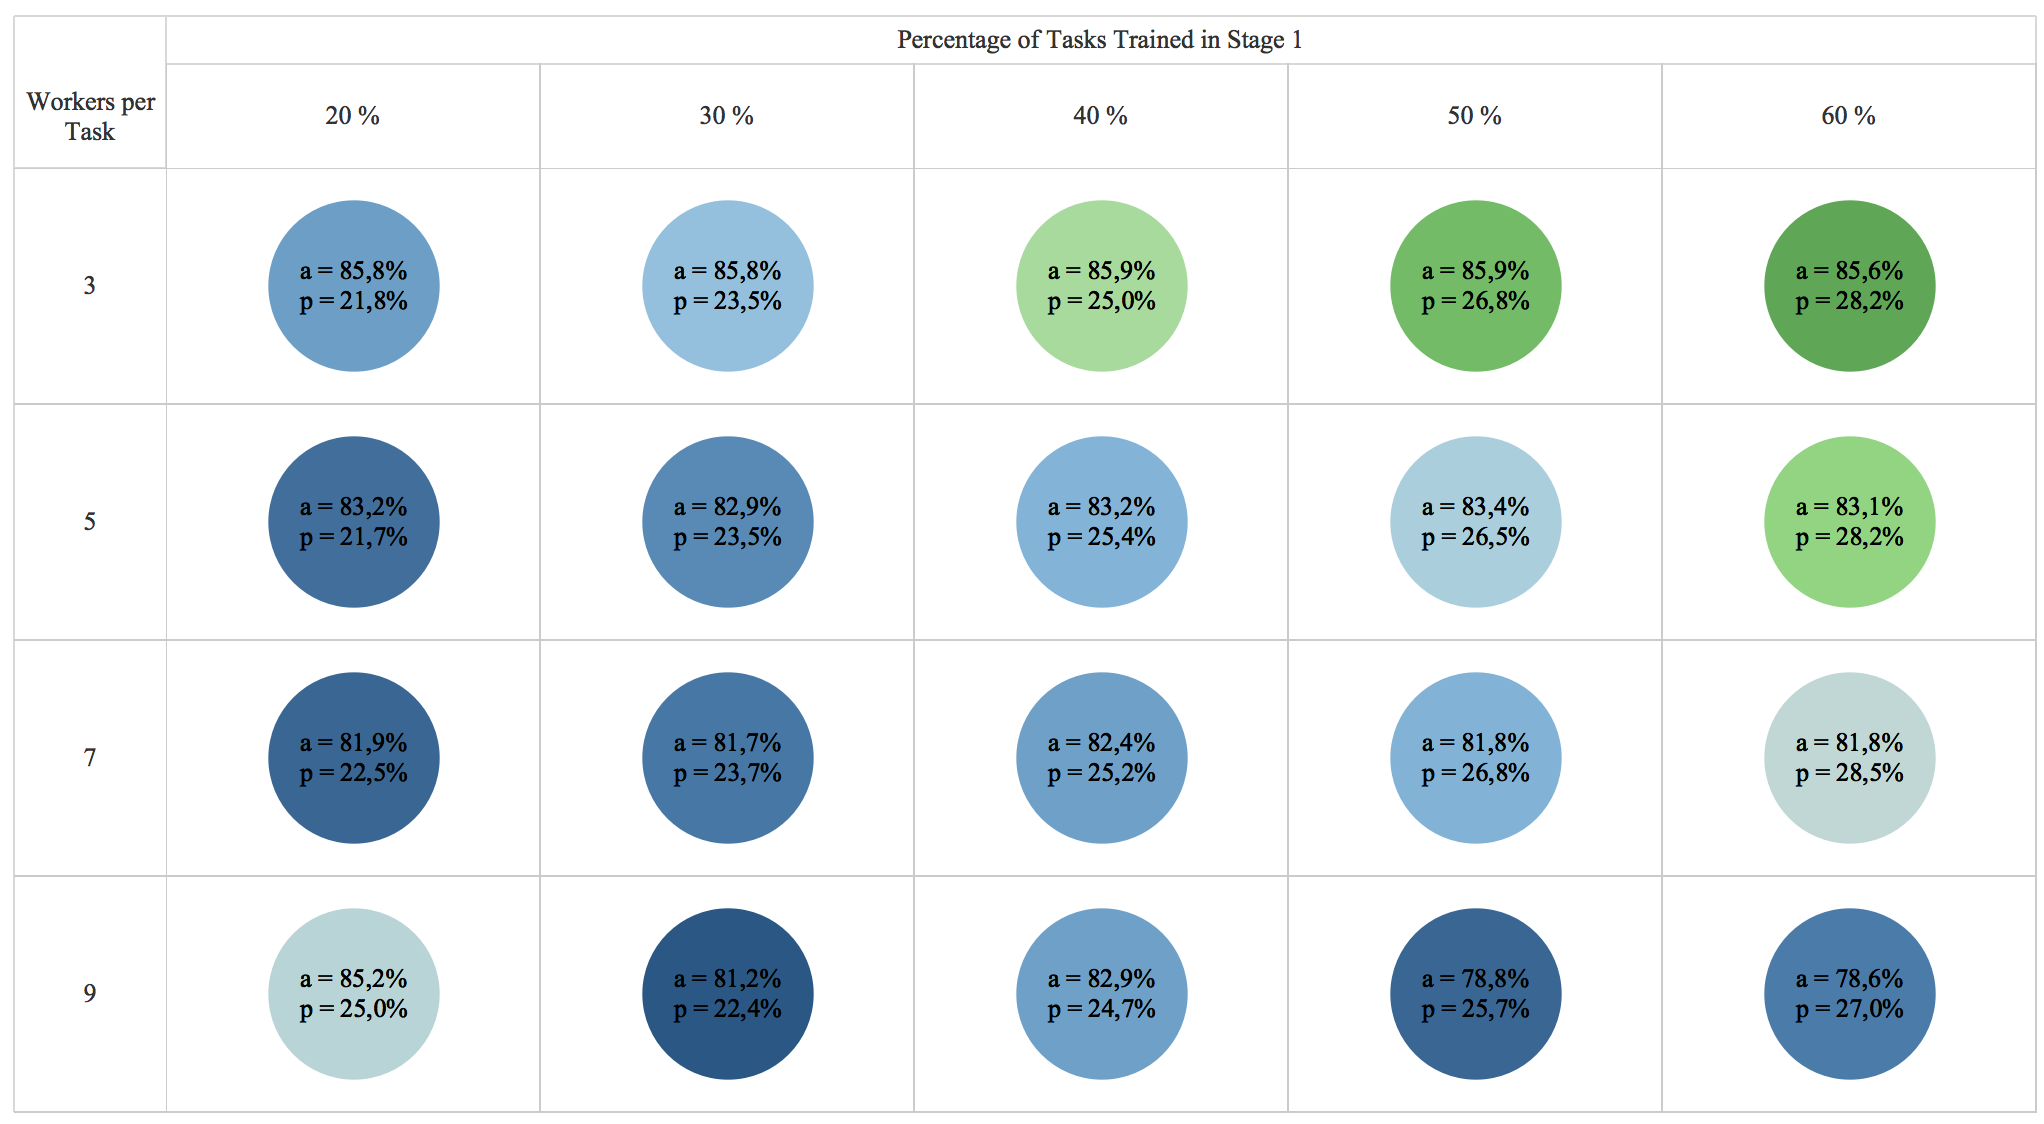 Percentage of Tasks Trained in Stage 1
Workers per
Task
20 %
30 %
40 %
50 %
60 %
3
a = 85,8%
p = 21,8%
a = 85,8%
p = 23,5%
a = 85,9%
p = 25,0%
a = 85,9%
p = 26,8%
a = 85,6%
p = 28,2%
5
a = 83,2%
p = 21,7%
a = 82,9%
p = 23,5%
a = 83,2%
p = 25,4%
a = 83,4%
p = 26,5%
a = 83,1%
p = 28,2%
7
a = 81,9%
p = 22,5%
a = 81,7%
p = 23,7%
a = 82,4%
p = 25,2%
a = 81,8%
p = 26,8%
a = 81,8%
p = 28,5%
9
a = 85,2%
p = 25,0%
a = 81,2%
p = 22,4%
a = 82,9%
p = 24,7%
a = 78,8%
p = 25,7%
a = 78,6%
p = 27,0%